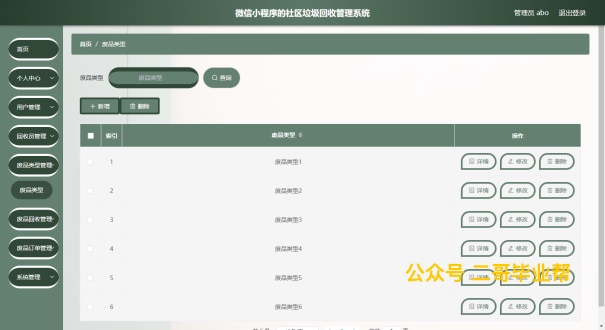 微信小程序的社区垃圾回收管理系统
管理员 abo 退出登录
首页
个人中心
用户管理
回收员管理
废品类型管理
废品类型
废品回收管理
废品订单管理
系统管理
首页 / 废品类型
废品类型 废品类型 查询
新增 删除
索引 废品类型 操作
1 废品类型1 详情 修改 删除
2 废品类型2 详情 修改 删除
3 废品类型3 详情 修改 删除
4 废品类型4 详情 修改 删除
5 废品类型5 详情 修改 删除
公众号 二哥毕业帮
6 废品类型6 详情 修改 删除